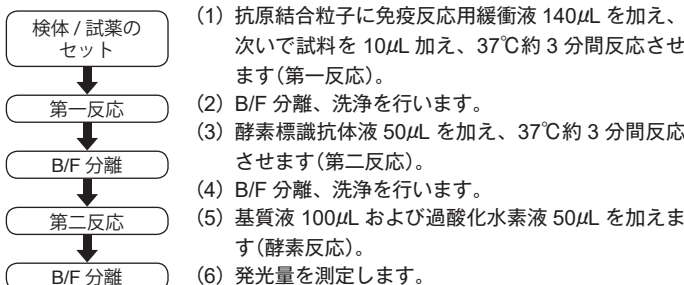 検体 / 試薬の
セット
第一反応
B/F 分離
第二反応
B/F 分離
(1) 抗原結合粒子に免疫反応用緩衝液 140μL を加え、
次いで試料を 10μL 加え、37℃約 3 分間反応させ
ます(第一反応)。
(2) B/F 分離、洗浄を行います。
(3) 酵素標識抗体液 50μL を加え、37℃約 3 分間反応
させます(第二反応)。
(4) B/F 分離、洗浄を行います。
(5) 基質液 100μL および過酸化水素液 50μL を加えま
す(酵素反応)。
(6) 発光量を測定します。